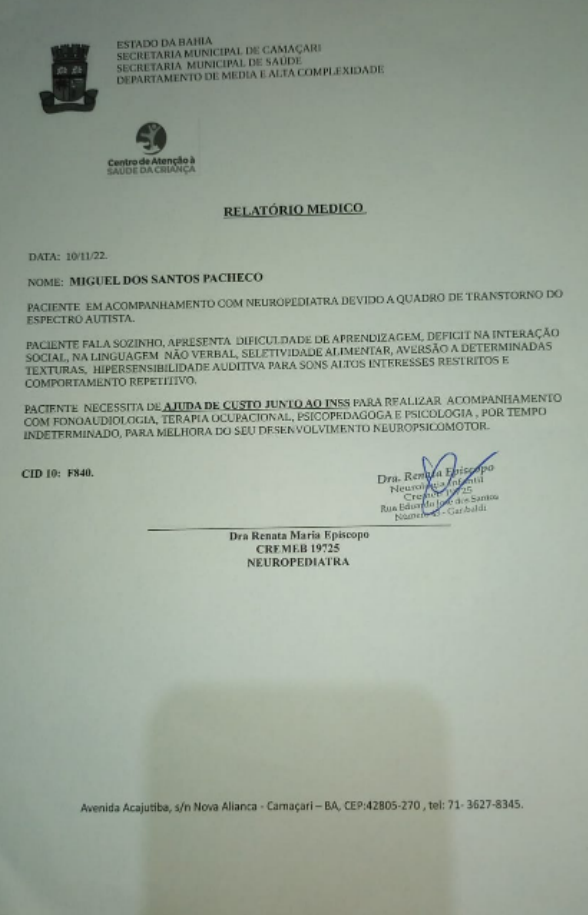 ESTADO DA BAHIA
SECRETARIA MUNICIPAL DE CAMAÇARI
SECRETARIA MUNICIPAL DE SAÚDE
DEPARTAMENTO DE MEDIA E ALTA COMPLEXIDADE
Centro de Atenção à
SAÚDE DA CRIANÇA
RELATÓRIO MEDICO
DATA: 10/11/22.
NOME: MIGUEL DOS SANTOS PACHECO
PACIENTE EM ACOMPANHAMENTO COM NEUROPEDIATRA DEVIDO A QUADRO DE TRANSTORNO DO
ESPECTRO AUTISTA.
PACIENTE FALA SOZINHO, APRESENTA DIFICULDADE DE APRENDIZAGEM, DEFICIT NA INTERAÇÃO
SOCIAL, NA LINGUAGEM NÃO VERBAL, SELETIVIDADE ALIMENTAR, AVERSÃO A DETERMINADAS
TEXTURAS, HIPERSENSIBILIDADE AUDITIVA PARA SONS ALTOS INTERESSES RESTRITOS E
COMPORTAMENTO REPETITIVO.
PACIENTE NECESSITA DE AJUDA DE CUSTO JUNTO AO INSS PARA REALIZAR ACOMPANHAMENTO
COM FONOAUDIOLOGIA, TERAPIA OCUPACIONAL, PSICOPEDAGOGA E PSICOLOGIA , POR TEMPO
INDETERMINADO, PARA MELHORA DO SEU DESENVOLVIMENTO NEUROPSICOMOTOR.
CID 10: F840.
Dra. Renata Episcopo
Neurologia Infantil
Cremeb 19725
Rua Eduardo José dos Santos
Número - Garibaldi
Dra Renata Maria Episcopo
CREMEB 19725
NEUROPEDIATRA
Avenida Acajutiba, s/n Nova Alianca - Camaçari – BA, CEP:42805-270 , tel: 71- 3627-8345.